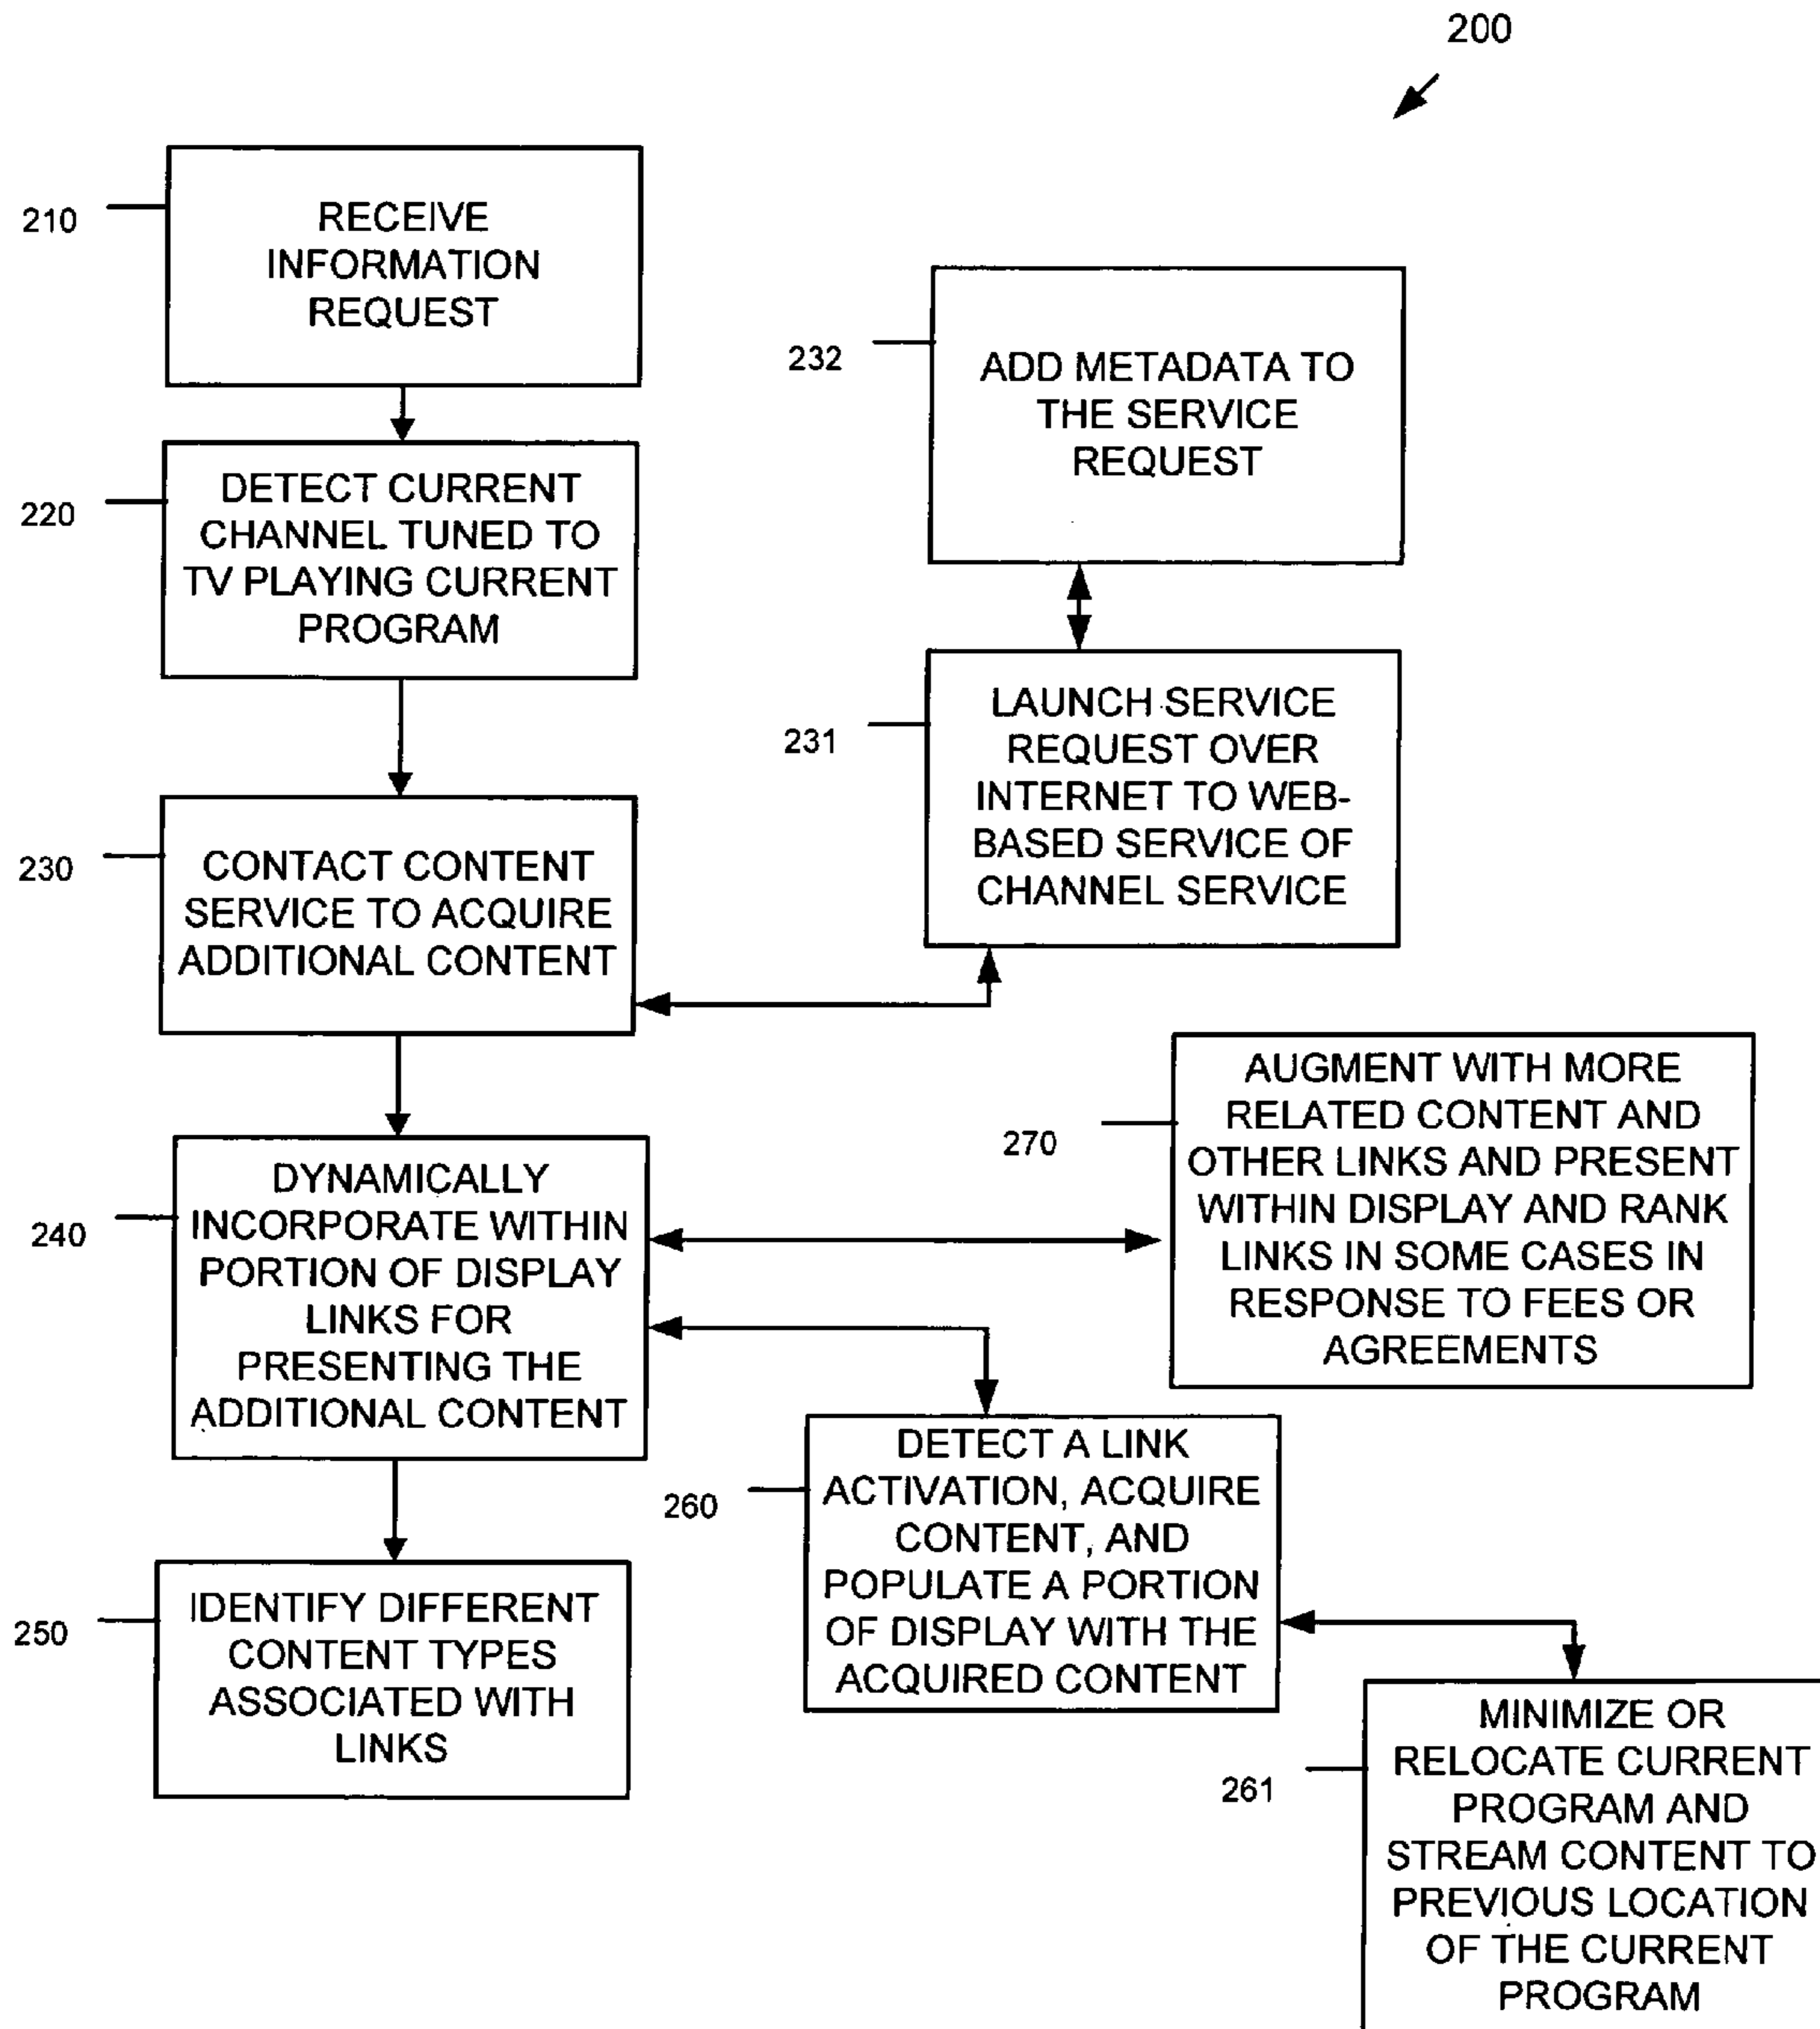 200
210
RECEIVE
INFORMATION
REQUEST
220
DETECT CURRENT
CHANNEL TUNED TO
TV PLAYING CURRENT
PROGRAM
232
ADD METADATA TO
THE SERVICE
REQUEST
231
LAUNCH SERVICE
REQUEST OVER
INTERNET TO WEB-
BASED SERVICE OF
CHANNEL SERVICE
230
CONTACT CONTENT
SERVICE TO ACQUIRE
ADDITIONAL CONTENT
240
DYNAMICALLY
INCORPORATE WITHIN
PORTION OF DISPLAY
LINKS FOR
PRESENTING THE
ADDITIONAL CONTENT
270
AUGMENT WITH MORE
RELATED CONTENT AND
OTHER LINKS AND PRESENT
WITHIN DISPLAY AND RANK
LINKS IN SOME CASES IN
RESPONSE TO FEES OR
AGREEMENTS
250
IDENTIFY DIFFERENT
CONTENT TYPES
ASSOCIATED WITH
LINKS
260
DETECT A LINK
ACTIVATION, ACQUIRE
CONTENT, AND
POPULATE A PORTION
OF DISPLAY WITH THE
ACQUIRED CONTENT
261
MINIMIZE OR
RELOCATE CURRENT
PROGRAM AND
STREAM CONTENT TO
PREVIOUS LOCATION
OF THE CURRENT
PROGRAM